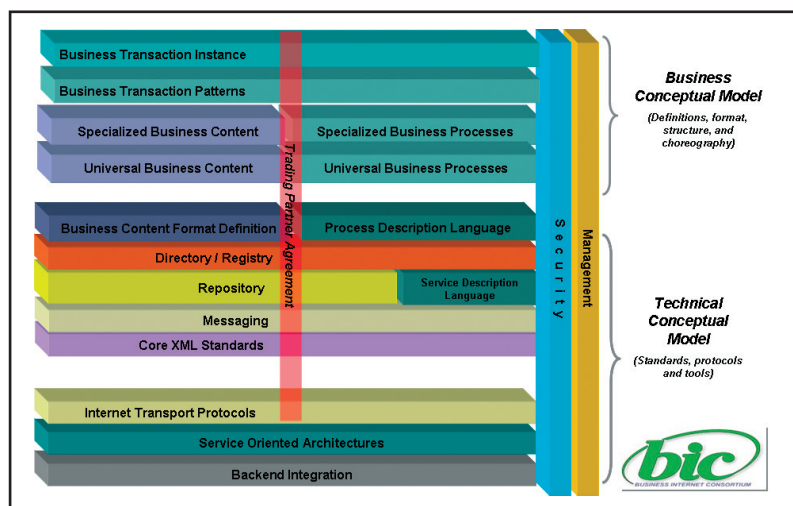 Business Transaction Instance
Business Transaction Patterns
Specialized Business Content
Specialized Business Processes
Universal Business Content
Universal Business Processes
Trading Partner Agreement
Business Content Format Definition
Process Description Language
Directory / Registry
Repository
Service Description
Language
Messaging
Core XML Standards
Internet Transport Protocols
Service Oriented Architectures
Backend Integration
Security
Management
Business
Conceptual Model
(Definitions, format,
structure, and
choreography)
Technical
Conceptual
Model
(Standards, protocols
and tools)
bic
BUSINESS INTERNET CONSORTIUM